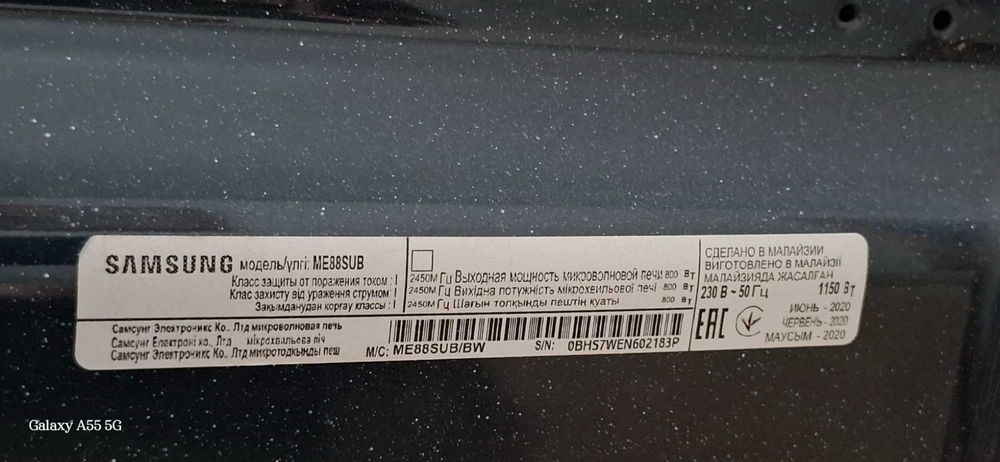 SAMSUNG модель/үлгі: ME88SUB
Класс защиты от поражения током : I
Клас захисту від ураження струмом : I
Зақымданудан қорғау классы : I
2450М Гц Выходная мощность микроволновой печи 800 Вт
2450М Гц Вихідна потужність мікрохвильової печі 800 Вт
2450М Гц Шағын толқынды пештің қуаты 800 Вт
СДЕЛАНО В МАЛАЙЗИИ
ВИГОТОВЛЕНО В МАЛАЙЗІЇ
МАЛАЙЗИЯДА ЖАСАЛҒАН
230 В ~ 50 Гц 1150 Вт
Самсунг Электроникс Ко., Лтд микроволновая печь
Самсунг Електроні ко., Лтд мікрохвильова піч
Самсунг Электроникс Ко., Лтд микротолқынды пеш
M/C: ME88SUB/BW S/N: 0BHS7WEN602183P
EAC
ИЮНЬ - 2020
ЧЕРВЕНЬ - 2020
МАУСЫМ - 2020
Galaxy A55 5G